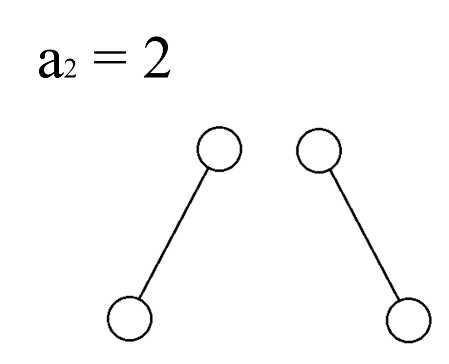 a₂ = 2